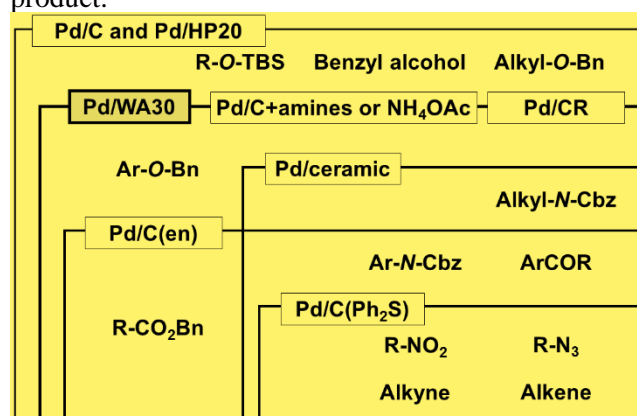 product.
Pd/C and Pd/HP20
R-O-TBS Benzyl alcohol Alkyl-O-Bn
Pd/WA30 Pd/C+amines or NH₄OAc Pd/CR
Ar-O-Bn Pd/ceramic
Alkyl-N-Cbz
Pd/C(en)
Ar-N-Cbz ArCOR
R-CO₂Bn Pd/C(Ph₂S)
R-NO₂ R-N₃
Alkyne Alkene